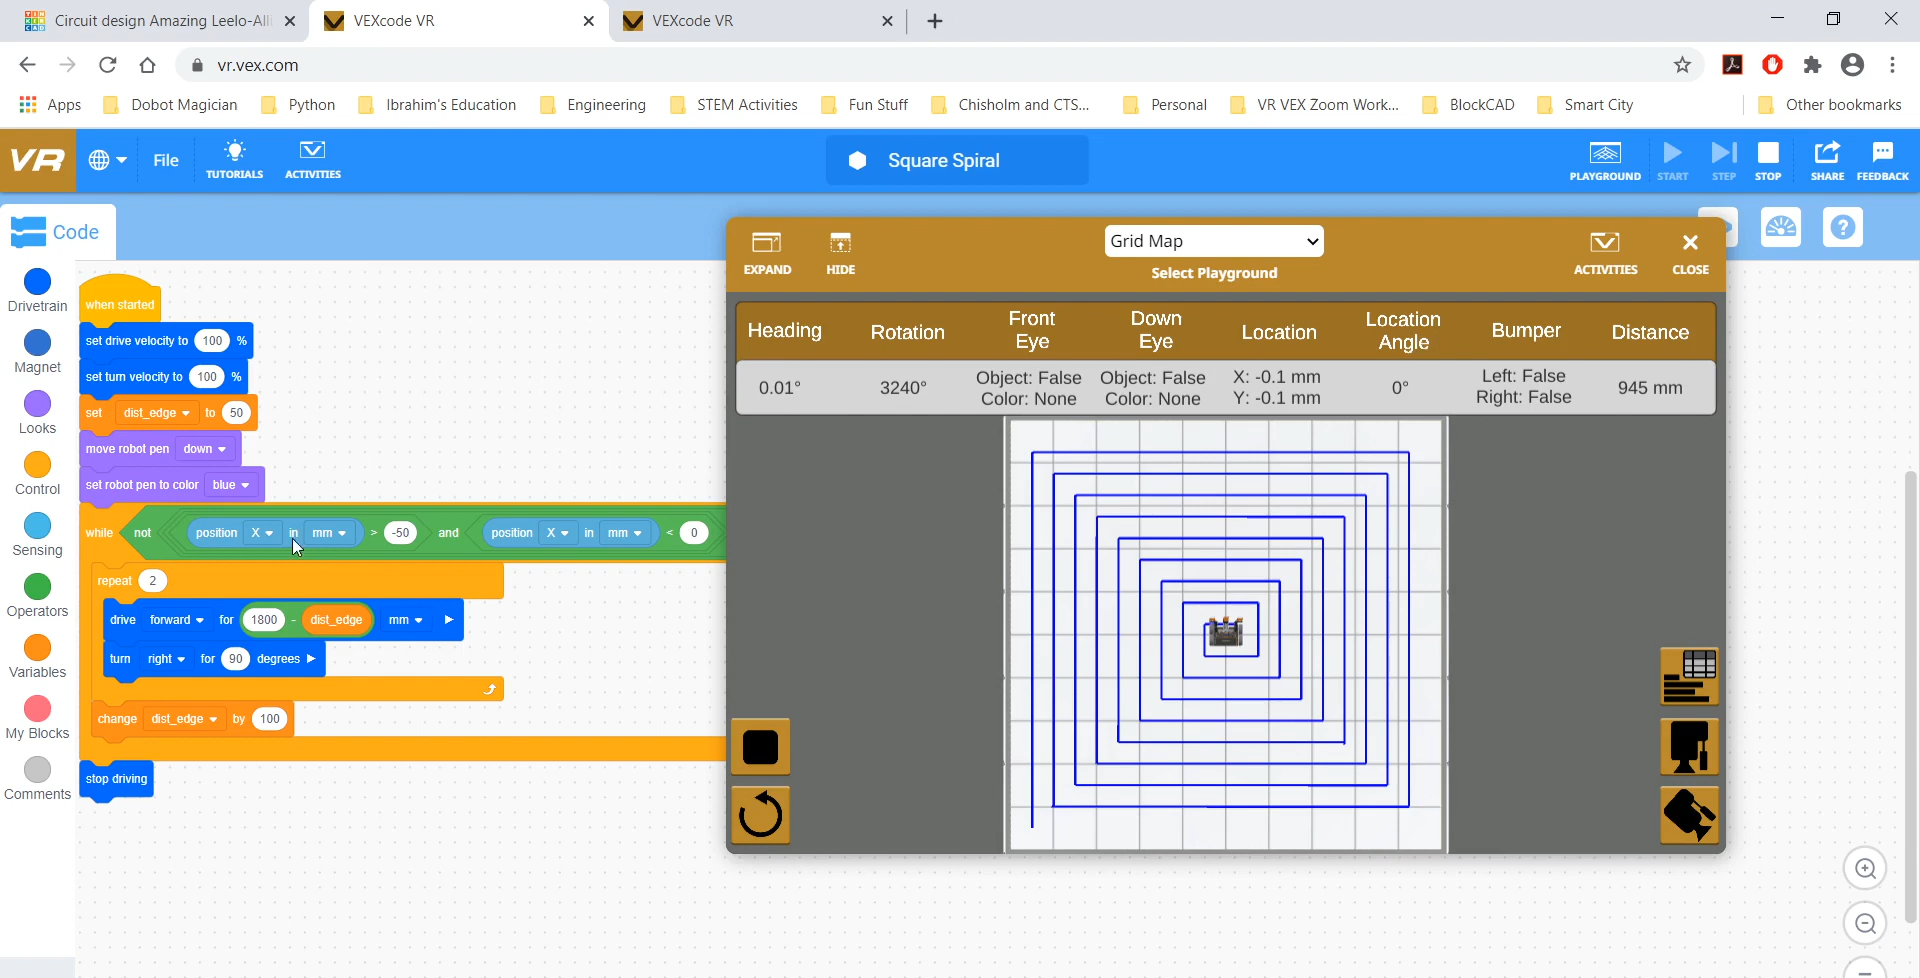 Circuit design Amazing Leelo-All
VEXcode VR
VEXcode VR
vr.vex.com
Apps
Dobot Magician
Python
Ibrahim's Education
Engineering
STEM Activities
Fun Stuff
Chisholm and CTS...
Personal
VR VEX Zoom Work...
BlockCAD
Smart City
Other bookmarks
VR
File
TUTORIALS
ACTIVITIES
Square Spiral
PLAYGROUND
START
STEP
STOP
SHARE
FEEDBACK
Code
Drivetrain
Magnet
Looks
Control
Sensing
Operators
Variables
My Blocks
Comments
when started
set drive velocity to 100 %
set turn velocity to 100 %
set dist_edge to 50
move robot pen down
set robot pen to color blue
while not position X in mm > -50 and position X in mm < 0
repeat 2
drive forward for 1800 - dist_edge mm
turn right for 90 degrees
change dist_edge by 100
stop driving
EXPAND
HIDE
Grid Map
Select Playground
ACTIVITIES
CLOSE
Heading
Rotation
Front
Eye
Down
Eye
Location
Location
Angle
Bumper
Distance
0.01°
3240°
Object: False
Color: None
Object: False
Color: None
X: -0.1 mm
Y: -0.1 mm
0°
Left: False
Right: False
945 mm